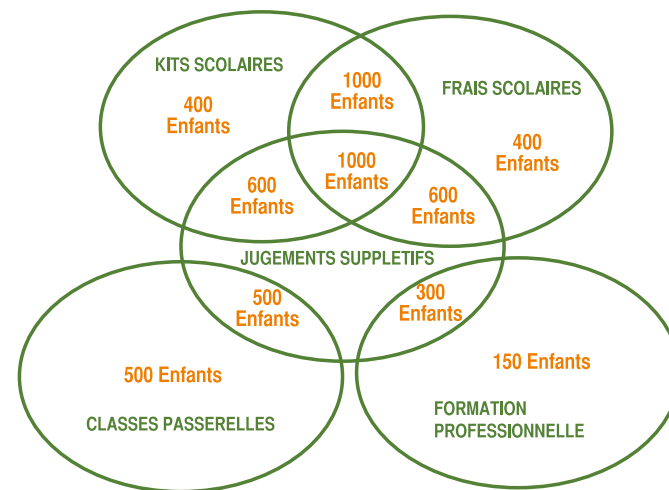 KITS SCOLAIRES
400
Enfants
1000
Enfants
FRAIS SCOLAIRES
400
Enfants
600
Enfants
1000
Enfants
600
Enfants
JUGEMENTS SUPPLETIFS
500
Enfants
300
Enfants
500 Enfants
150 Enfants
CLASSES PASSERELLES
FORMATION
PROFESSIONNELLE